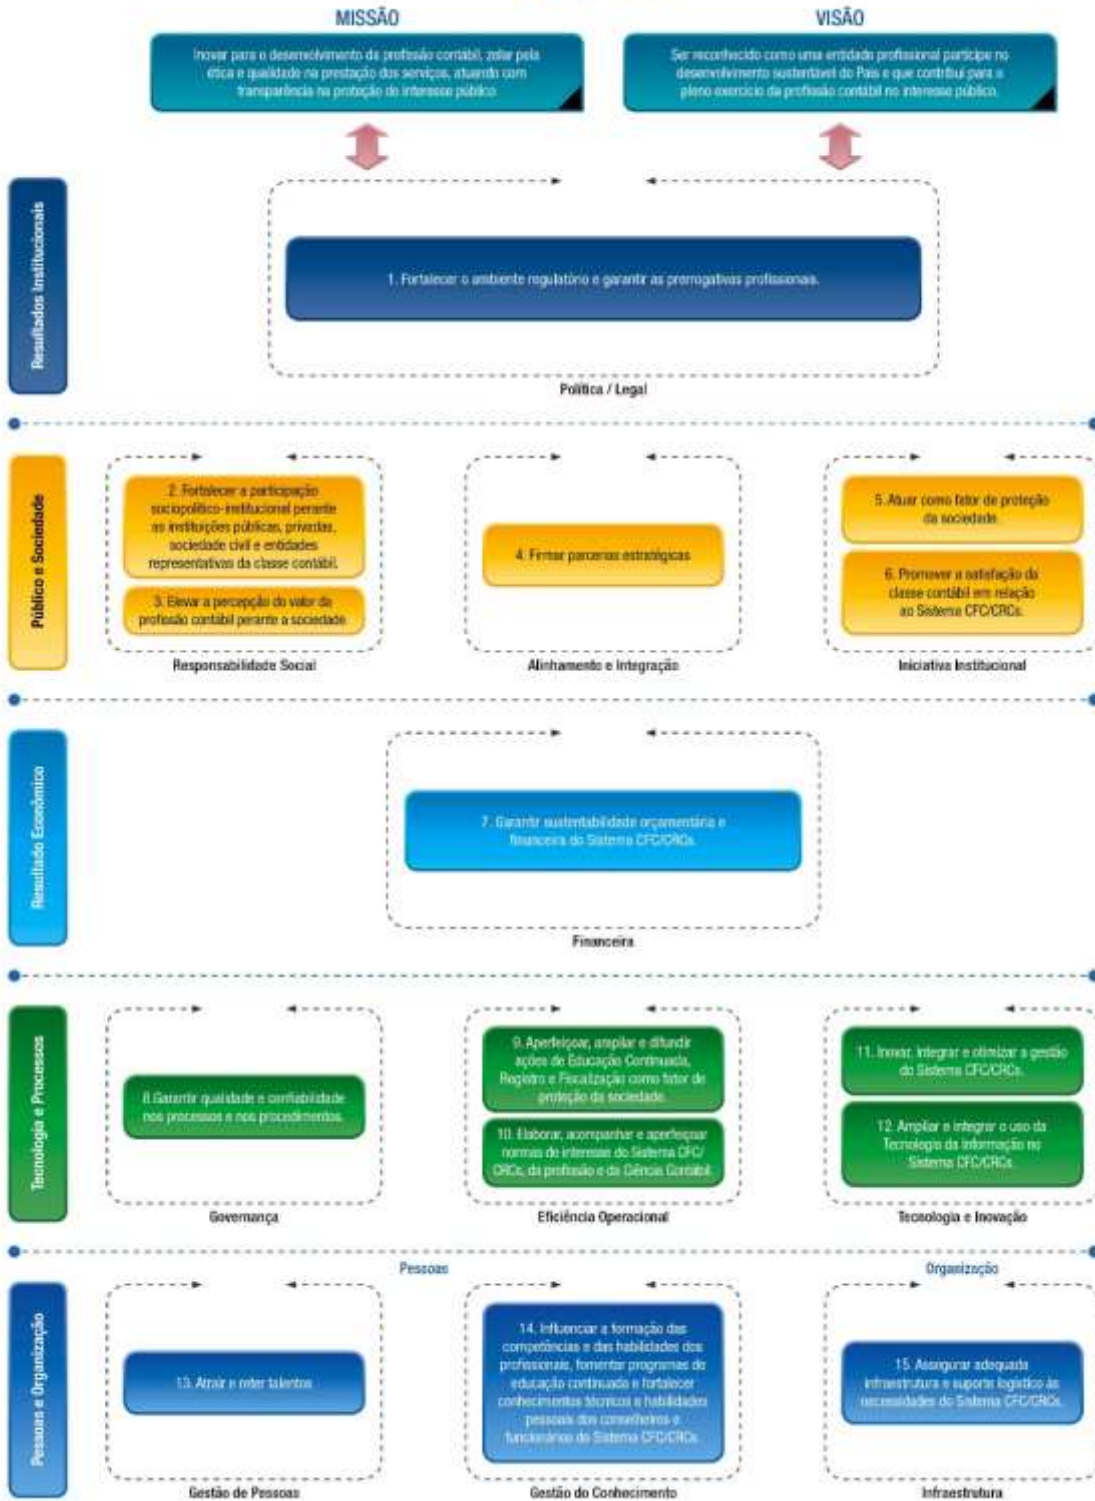 MISSÃO
Inovar para o desenvolvimento da profissão contábil, zelar pela
ética e qualidade na prestação dos serviços, atuando com
transparência na proteção do interesse público
VISÃO
Ser reconhecido como uma entidade profissional partícipe no
desenvolvimento sustentável do País e que contribui para o
pleno exercício da profissão contábil no interesse público.
Resultados Institucionais
1. Fortalecer o ambiente regulatório e garantir as prerrogativas profissionais.
Política / Legal
Público e Sociedade
2. Fortalecer a participação
sociopolítico-institucional perante
as instituições públicas, privadas,
sociedade civil e entidades
representativas da classe contábil.
3. Elevar a percepção do valor da
profissão contábil perante a sociedade
Responsabilidade Social
4. Firmar parcerias estratégicas
Alinhamento e Integração
5. Atuar como fator de proteção
da sociedade.
6. Promover a satisfação da
classe contábil em relação
ao Sistema CFC/CRCs.
Iniciativa Institucional
Resultado Econômico
7. Garantir sustentabilidade orçamentária e
financeira do Sistema CFC/CRCs.
Financeira
Tecnologia e Processos
8.Garantir qualidade e confiabilidade
nos processos e nos procedimentos.
Governança
9. Aperfeiçoar, ampliar e difundir
ações de Educação Continuada,
Registro e Fiscalização como fator de
proteção da sociedade.
10. Elaborar, acompanhar e aperfeiçoar
normas de interesse do Sistema CFC/
CRCs, da profissão e da Ciência Contábil
Eficiência Operacional
11. Inovar, integrar e otimizar a gestão
do Sistema CFC/CRCs.
12. Ampliar e integrar o uso da
Tecnologia da Informação no
Sistema CFC/CRCs.
Tecnologia e Inovação
Pessoas e Organização
Pessoas
Organização
13. Atrair e reter talentos
Gestão de Pessoas
14. Influenciar a formação das
competências e das habilidades dos
profissionais, fomentar programas de
educação continuada e fortalecer
conhecimentos técnicos e habilidades
pessoais dos conselheiros e
funcionários do Sistema CFC/CRCs.
Gestão do Conhecimento
15. Assegurar adequada
infraestrutura e suporte logístico às
necessidades do Sistema CFC/CRCs.
Infraestrutura